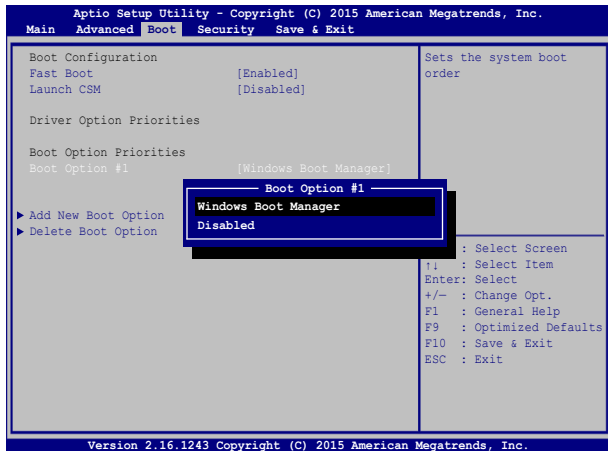 Aptio Setup Utility - Copyright (C) 2015 American Megatrends, Inc.
Main Advanced Boot Security Save & Exit
Boot Configuration
Fast Boot [Enabled]
Launch CSM [Disabled]
Driver Option Priorities
Boot Option Priorities
Boot Option #1 [Windows Boot Manager]
Add New Boot Option
Delete Boot Option
Boot Option #1
Windows Boot Manager
Disabled
Sets the system boot
order
: Select Screen
↑↓ : Select Item
Enter: Select
+/— : Change Opt.
F1 : General Help
F9 : Optimized Defaults
F10 : Save & Exit
ESC : Exit
Version 2.16.1243 Copyright (C) 2015 American Megatrends, Inc.